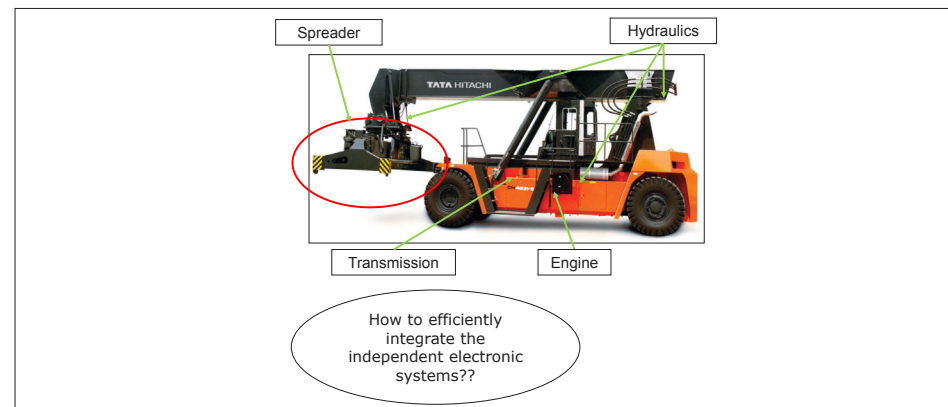 Spreader
Hydraulics
TATA HITACHI
Transmission
Engine
How to efficiently
integrate the
independent electronic
systems??